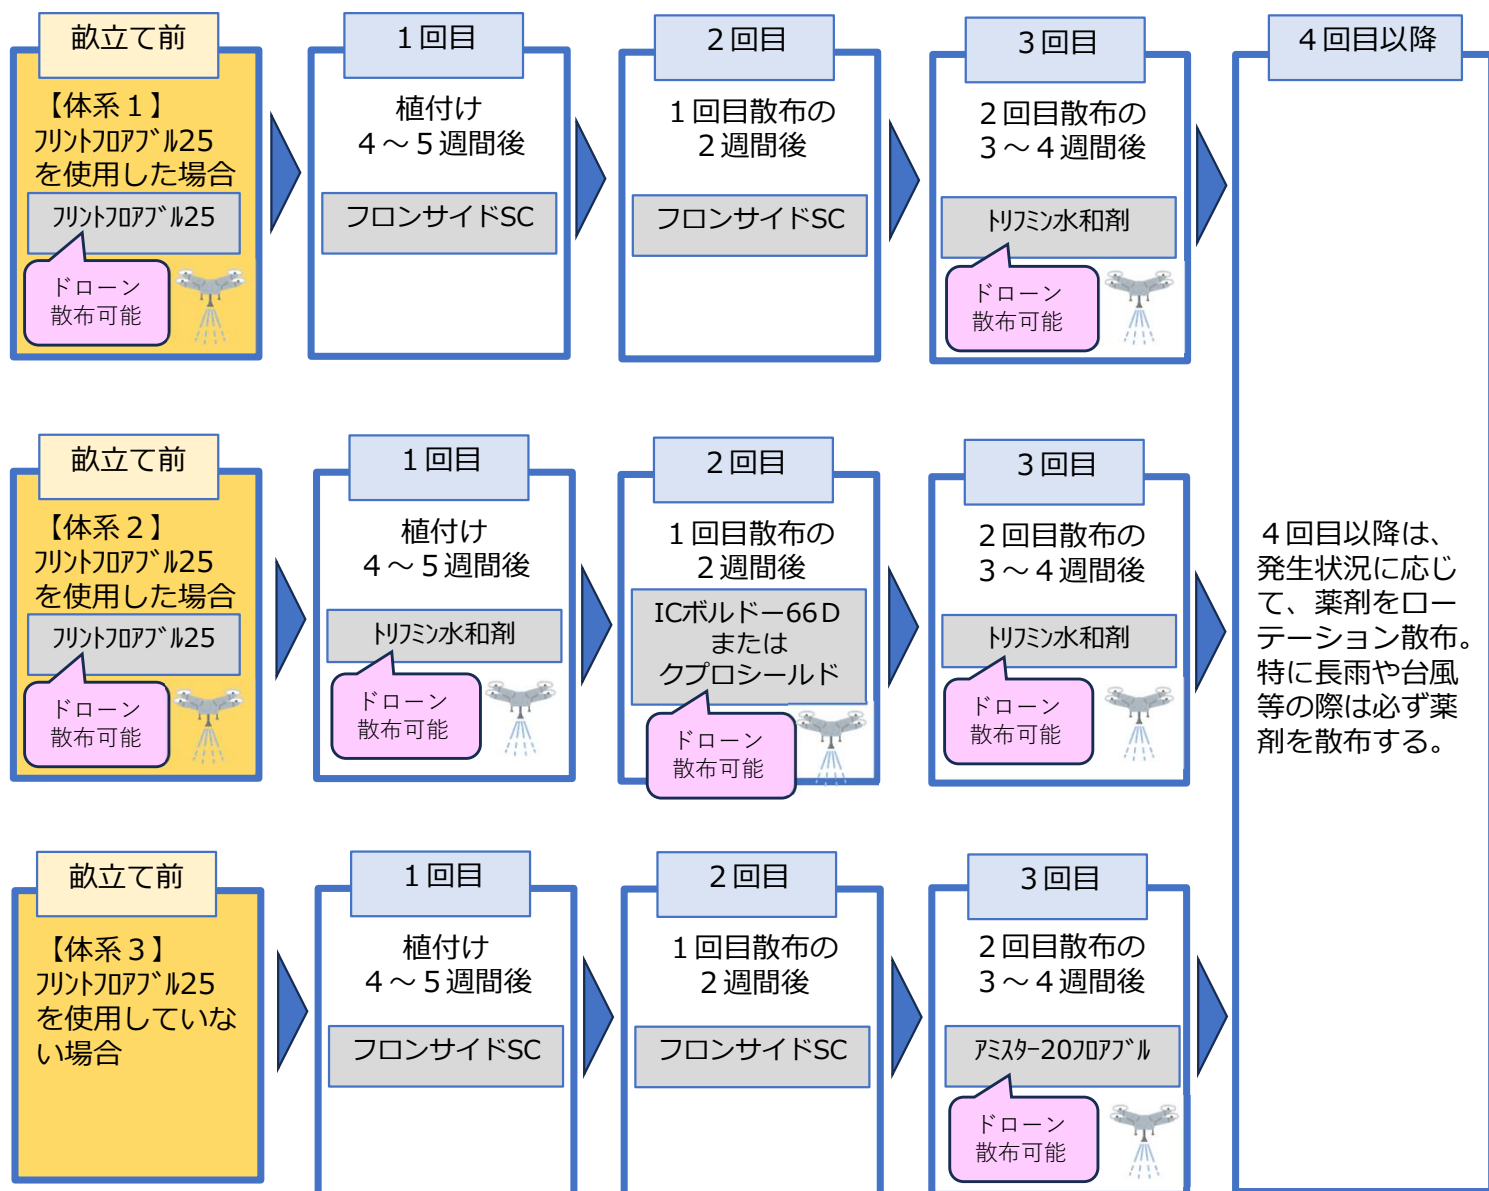 畝立て前
【体系１】
ﾌﾘﾝﾄﾌﾛｱﾌﾞﾙ25
を使用した場合
ﾌﾘﾝﾄﾌﾛｱﾌﾞﾙ25
ドローン
散布可能
１回目
植付け
４～５週間後
フロンサイドSC
２回目
１回目散布の
２週間後
フロンサイドSC
３回目
２回目散布の
３～４週間後
ﾄﾘﾌﾐﾝ水和剤
ドローン
散布可能
畝立て前
【体系２】
ﾌﾘﾝﾄﾌﾛｱﾌﾞﾙ25
を使用した場合
ﾌﾘﾝﾄﾌﾛｱﾌﾞﾙ25
ドローン
散布可能
１回目
植付け
４～５週間後
ﾄﾘﾌﾐﾝ水和剤
ドローン
散布可能
２回目
１回目散布の
２週間後
ICボルドー66D
または
クプロシールド
ドローン
散布可能
３回目
２回目散布の
３～４週間後
ﾄﾘﾌﾐﾝ水和剤
ドローン
散布可能
畝立て前
【体系３】
ﾌﾘﾝﾄﾌﾛｱﾌﾞﾙ25
を使用していな
い場合
１回目
植付け
４～５週間後
フロンサイドSC
２回目
１回目散布の
２週間後
フロンサイドSC
３回目
２回目散布の
３～４週間後
ｱﾐｽﾀｰ20ﾌﾛｱﾌﾞﾙ
ドローン
散布可能
４回目以降
４回目以降は、
発生状況に応じ
て、薬剤をロー
テーション散布。
特に長雨や台風
等の際は必ず薬
剤を散布する。